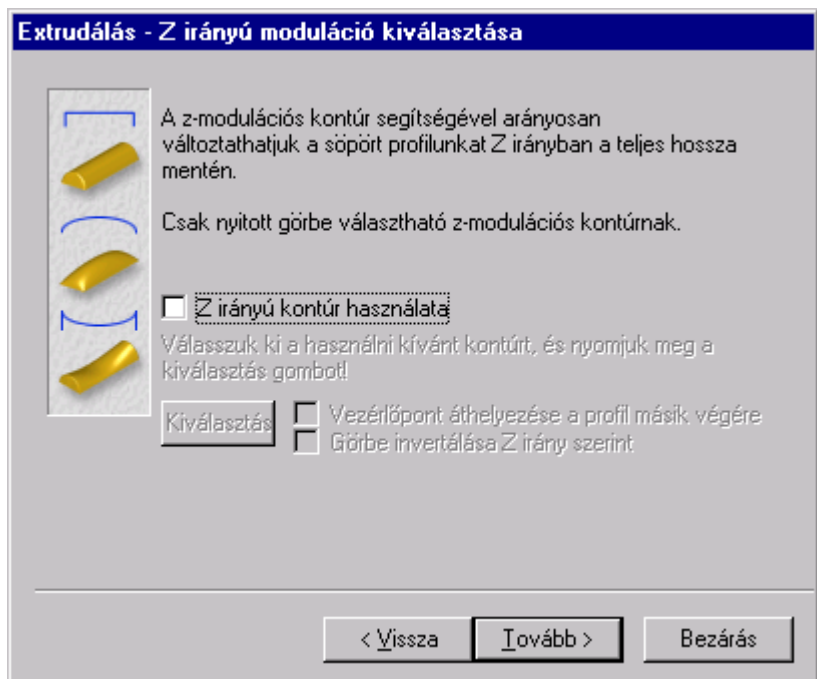 Extrudálás - Z irányú moduláció kiválasztása
A z-modulációs kontúr segítségével arányosan
változtathatjuk a söpört profilunkat Z irányban a teljes hossza
mentén.
Csak nyitott görbe választható z-modulációs kontúrnak.
Z irányú kontúr használata
Válasszuk ki a használni kívánt kontúrt, és nyomjuk meg a
kiválasztás gombot!
Kiválasztás
Vezérlőpont áthelyezése a profil másik végére
Görbe invertálása Z irány szerint
< Vissza
Tovább >
Bezárás